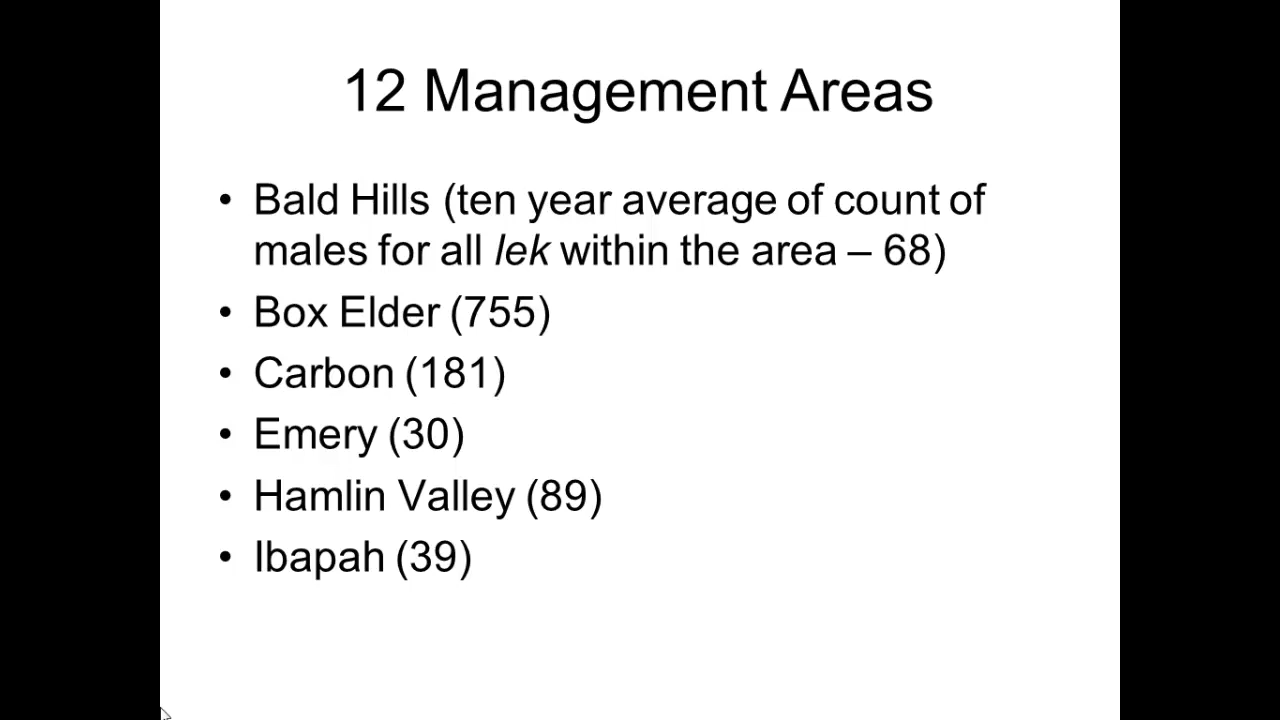 12 Management Areas
• Bald Hills (ten year average of count of
males for all lek within the area – 68)
• Box Elder (755)
• Carbon (181)
• Emery (30)
• Hamlin Valley (89)
• Ibapah (39)